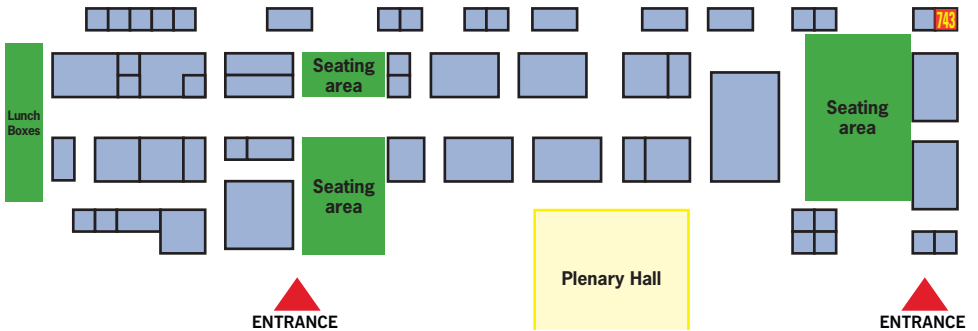 743
Seating
area
Lunch
Boxes
Seating
area
Seating
area
Plenary Hall
ENTRANCE
ENTRANCE